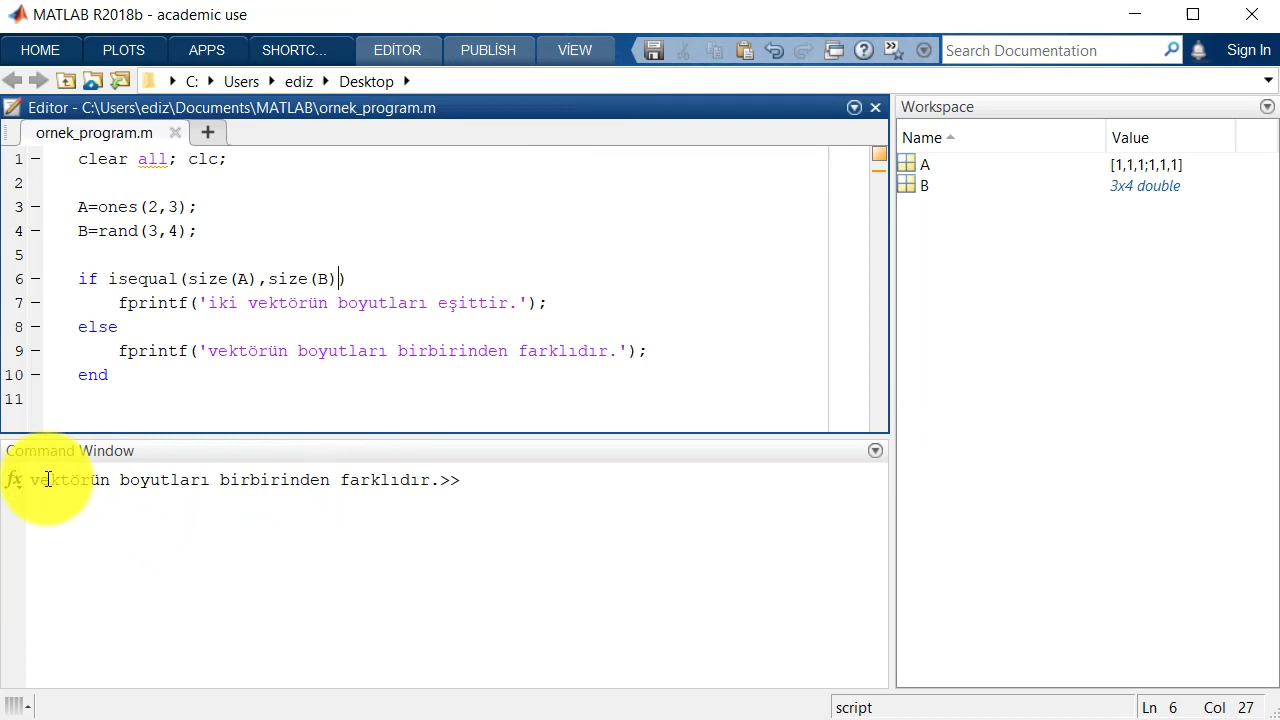 MATLAB R2018b - academic use
HOME PLOTS APPS SHORTC... EDİTOR PUBLİSH VİEW Search Documentation Sign In
C: Users ediz Desktop
Editor - C:\Users\ediz\Documents\MATLAB\ornek_program.m
ornek_program.m
1 clear all; clc;
2
3 A=ones(2,3);
4 B=rand(3,4);
5
6 if isequal(size(A),size(B))
7 fprintf('iki vektörün boyutları eşittir.');
8 else
9 fprintf('vektörün boyutları birbirinden farklıdır.');
10 end
11
Command Window
fx vektörün boyutları birbirinden farklıdır.>>
Workspace
Name Value
A [1,1,1;1,1,1]
B 3x4 double
script Ln 6 Col 27